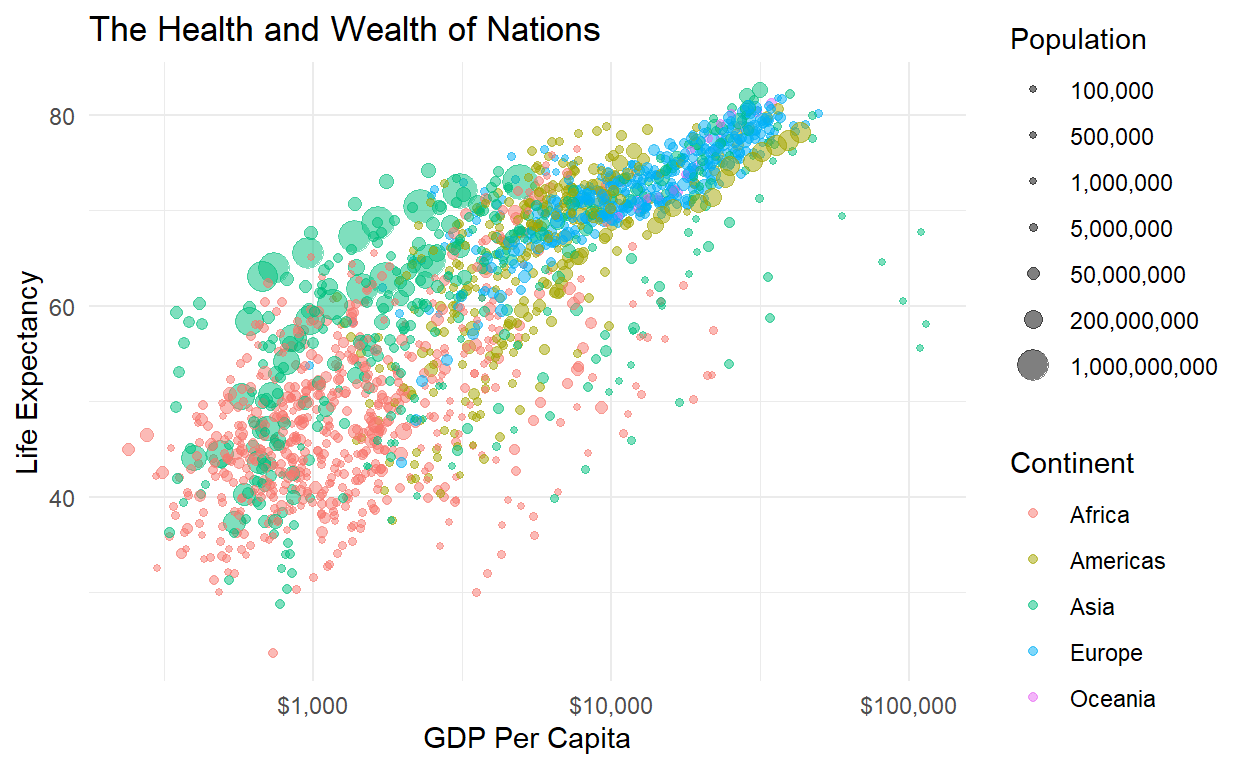 The Health and Wealth of Nations
80
60
40
Life Expectancy
$1,000
$10,000
$100,000
GDP Per Capita
Population
100,000
500,000
1,000,000
5,000,000
50,000,000
200,000,000
1,000,000,000
Continent
Africa
Americas
Asia
Europe
Oceania